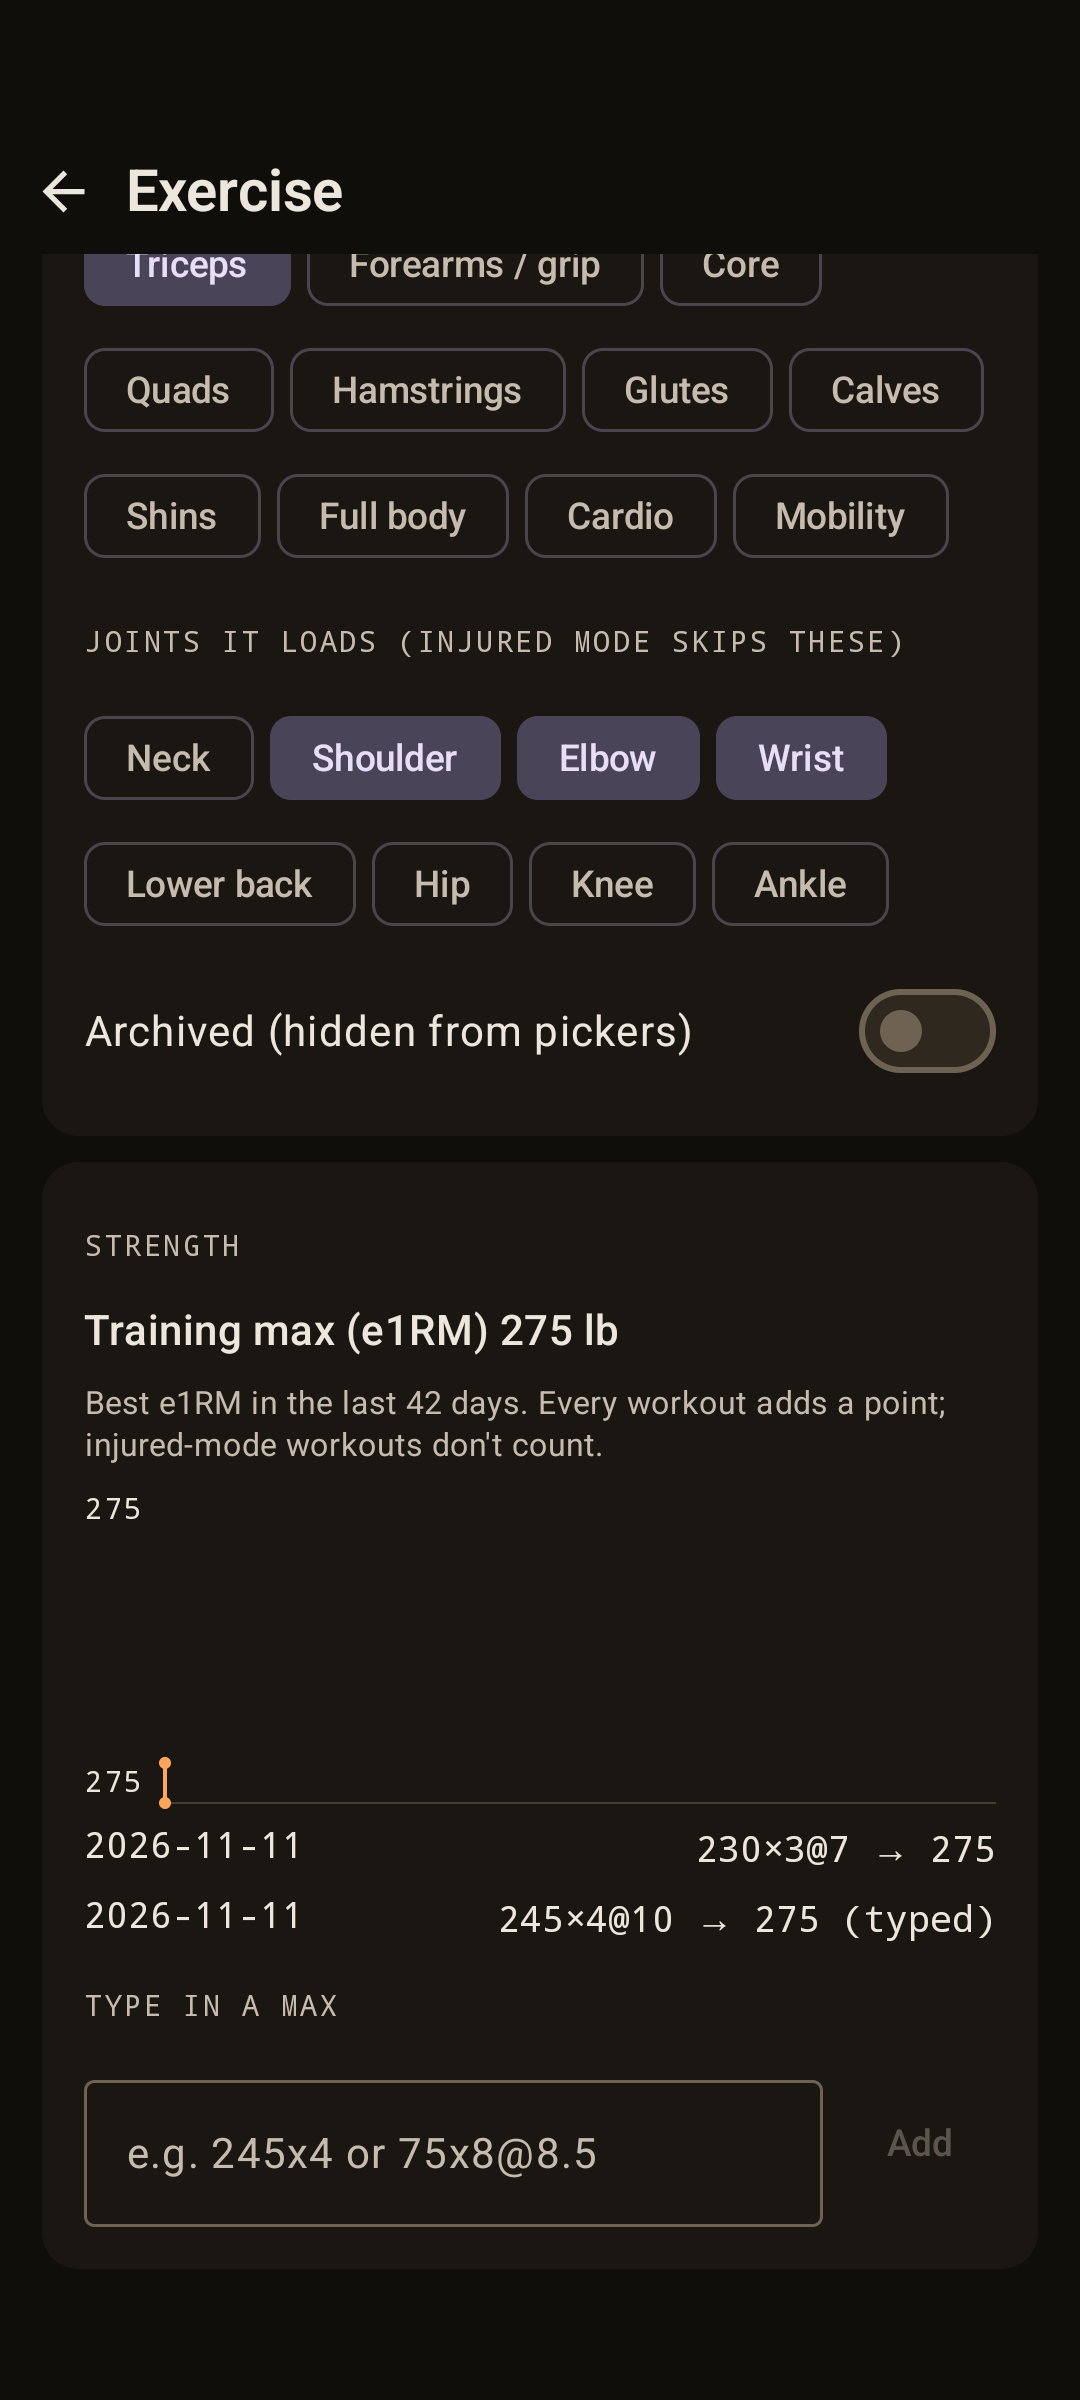 Exercise
Triceps Forearms / grip Core
Quads Hamstrings Glutes Calves
Shins Full body Cardio Mobility
JOINTS IT LOADS (INJURED MODE SKIPS THESE)
Neck Shoulder Elbow Wrist
Lower back Hip Knee Ankle
Archived (hidden from pickers)
STRENGTH
Training max (e1RM) 275 lb
Best e1RM in the last 42 days. Every workout adds a point;
injured-mode workouts don't count.
275
275
2026-11-11 230×3@7 → 275
2026-11-11 245×4@10 → 275 (typed)
TYPE IN A MAX
e.g. 245x4 or 75x8@8.5 Add